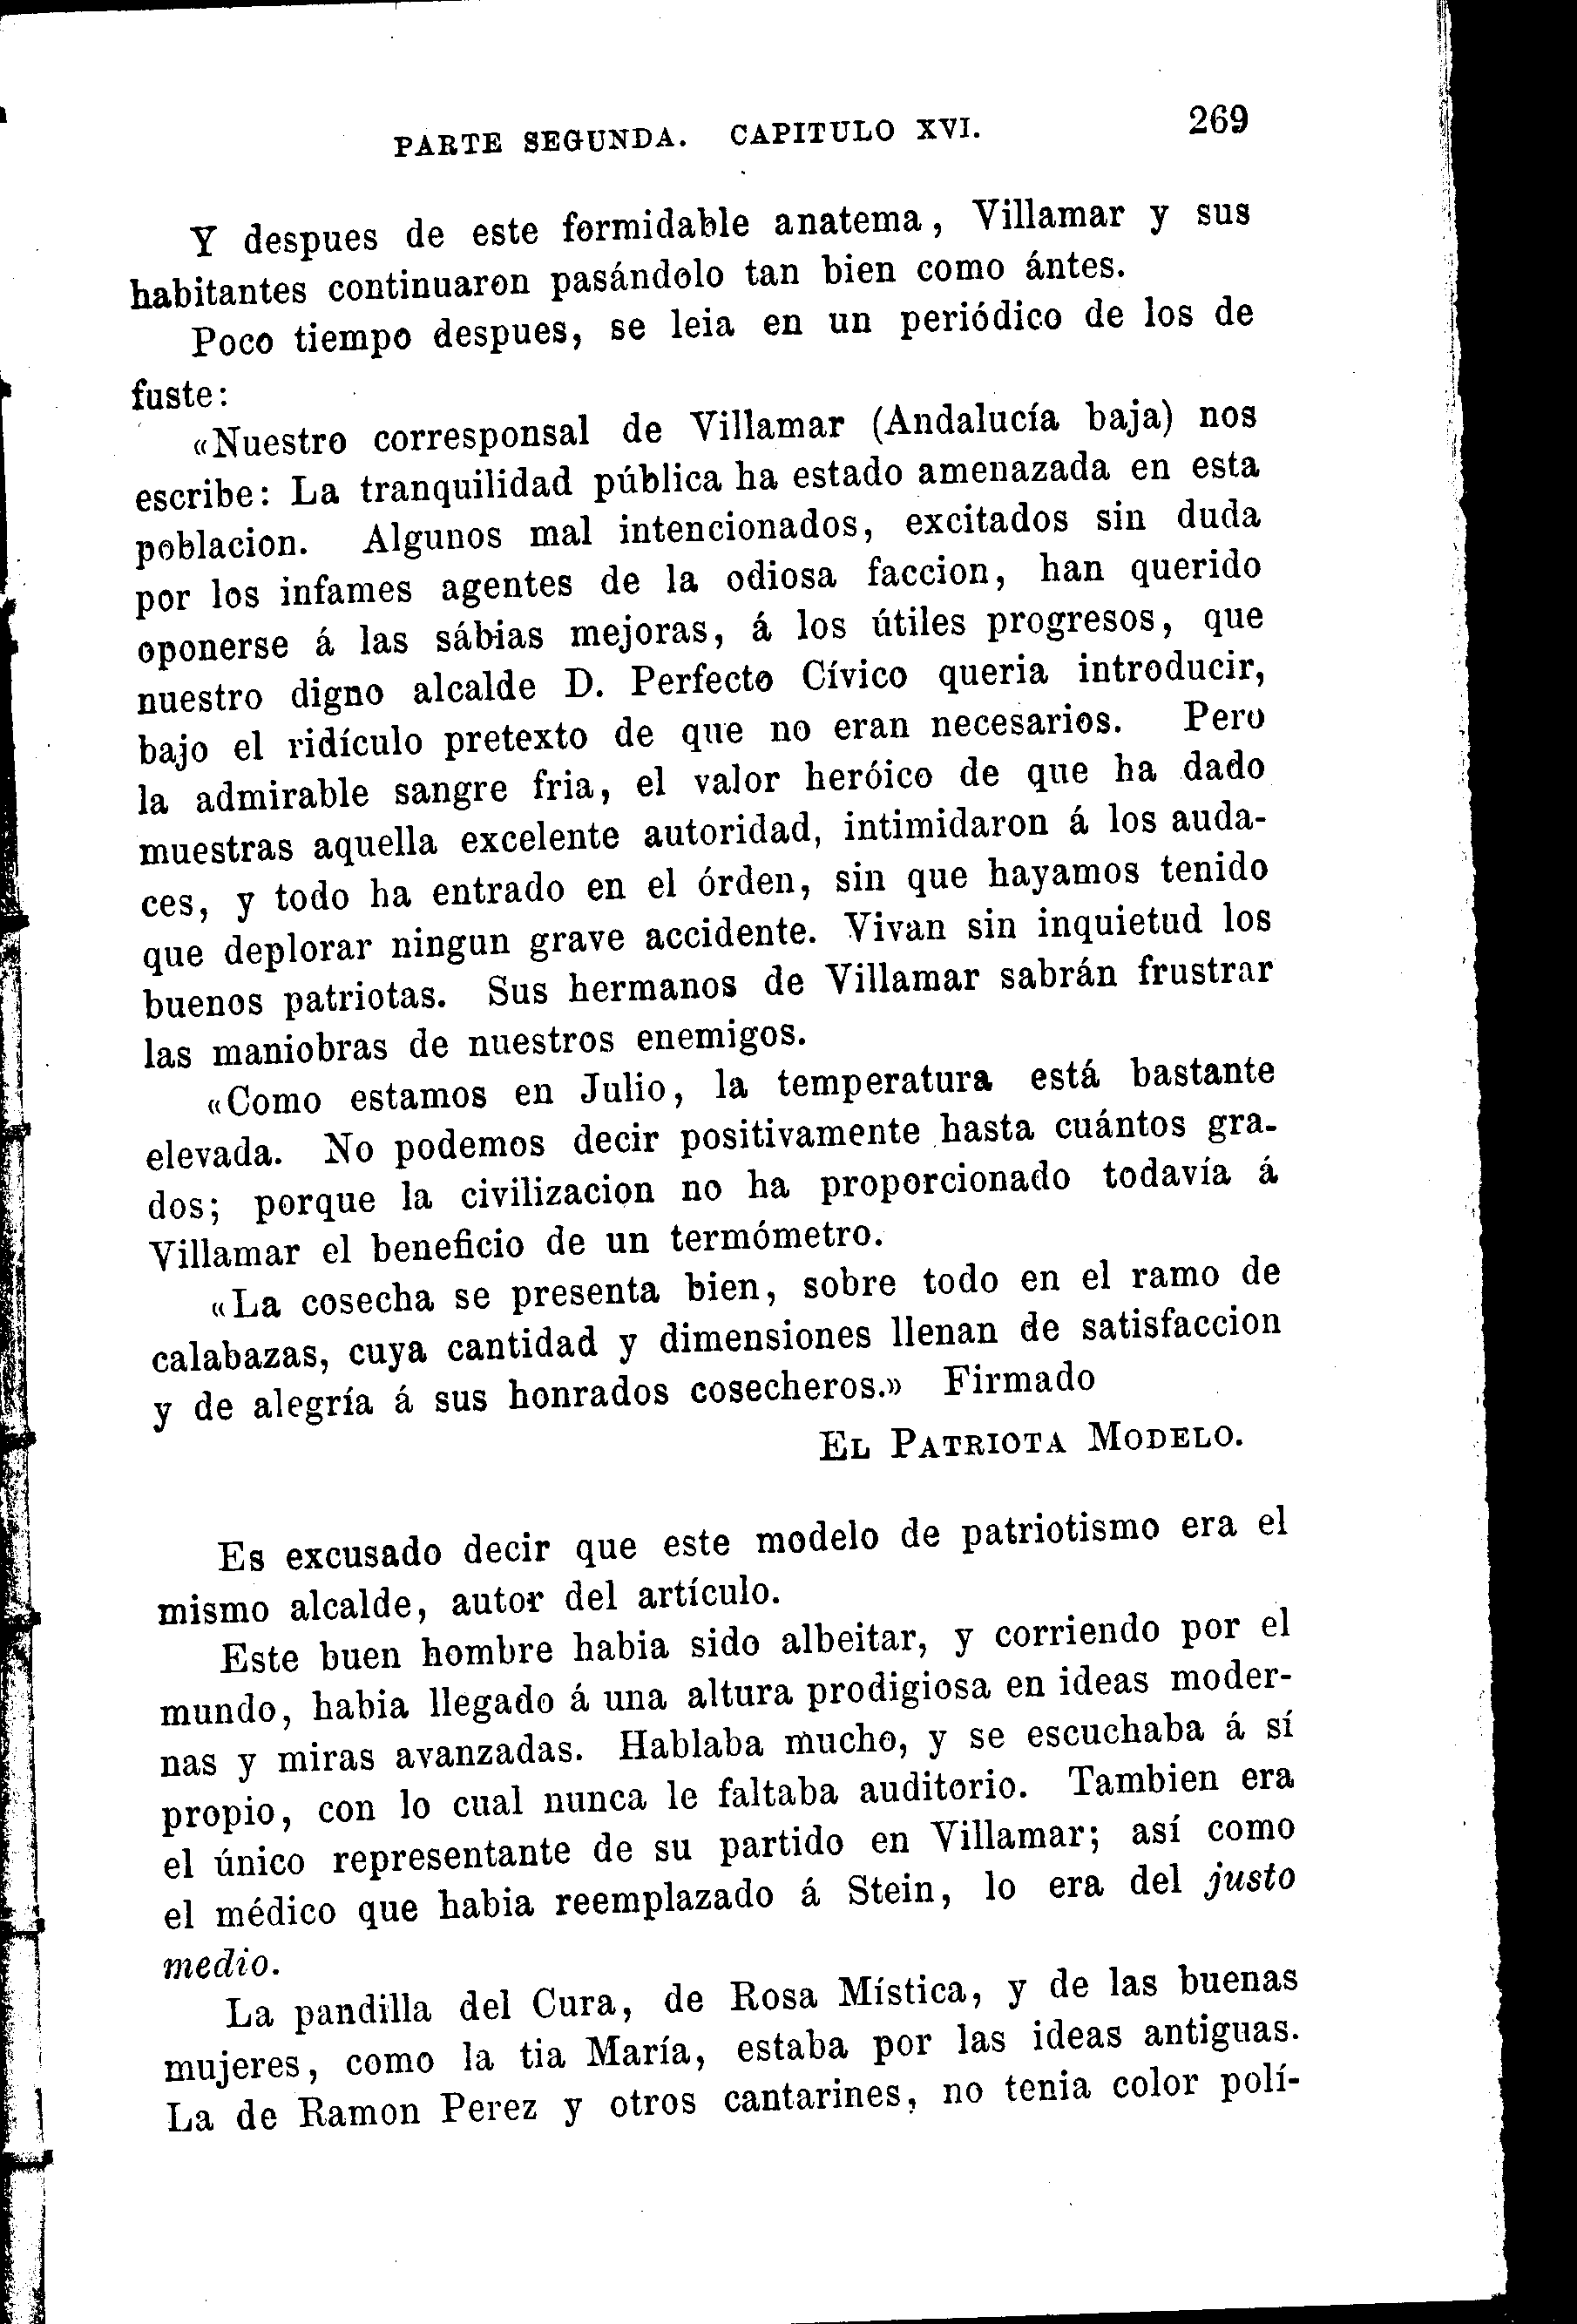 PARTE SEGUNDA. CAPITULO XVI. 269
Y despues de este formidable anatema, Villamar y sus
habitantes continuaron pasándolo tan bien como ántes.
Poco tiempo despues, se leia en un periódico de los de
fuste:
«Nuestro corresponsal de Villamar (Andalucía baja) nos
escribe: La tranquilidad pública ha estado amenazada en esta
poblacion. Algunos mal intencionados, excitados sin duda
por los infames agentes de la odiosa faccion, han querido
oponerse á las sábias mejoras, á los útiles progresos, que
nuestro digno alcalde D. Perfecto Cívico queria introducir,
bajo el ridículo pretexto de que no eran necesarios. Pero
la admirable sangre fria, el valor heróico de que ha dado
muestras aquella excelente autoridad, intimidaron á los auda-
ces, y todo ha entrado en el órden, sin que hayamos tenido
que deplorar ningun grave accidente. Vivan sin inquietud los
buenos patriotas. Sus hermanos de Villamar sabrán frustrar
las maniobras de nuestros enemigos.
«Como estamos en Julio, la temperatura está bastante
elevada. No podemos decir positivamente hasta cuántos gra-
dos; porque la civilizacion no ha proporcionado todavía á
Villamar el beneficio de un termómetro.
«La cosecha se presenta bien, sobre todo en el ramo de
calabazas, cuya cantidad y dimensiones llenan de satisfaccion
y de alegría á sus honrados cosecheros.» Firmado
EL PATRIOTA MODELO.
Es excusado decir que este modelo de patriotismo era el
mismo alcalde, autor del artículo.
Este buen hombre habia sido albeitar, y corriendo por el
mundo, habia llegado á una altura prodigiosa en ideas moder-
nas y miras avanzadas. Hablaba mucho, y se escuchaba á sí
propio, con lo cual nunca le faltaba auditorio. Tambien era
el único representante de su partido en Villamar; así como
el médico que habia reemplazado á Stein, lo era del justo
medio.
La pandilla del Cura, de Rosa Mística, y de las buenas
mujeres, como la tia María, estaba por las ideas antiguas.
La de Ramon Perez y otros cantarines, no tenia color polí-